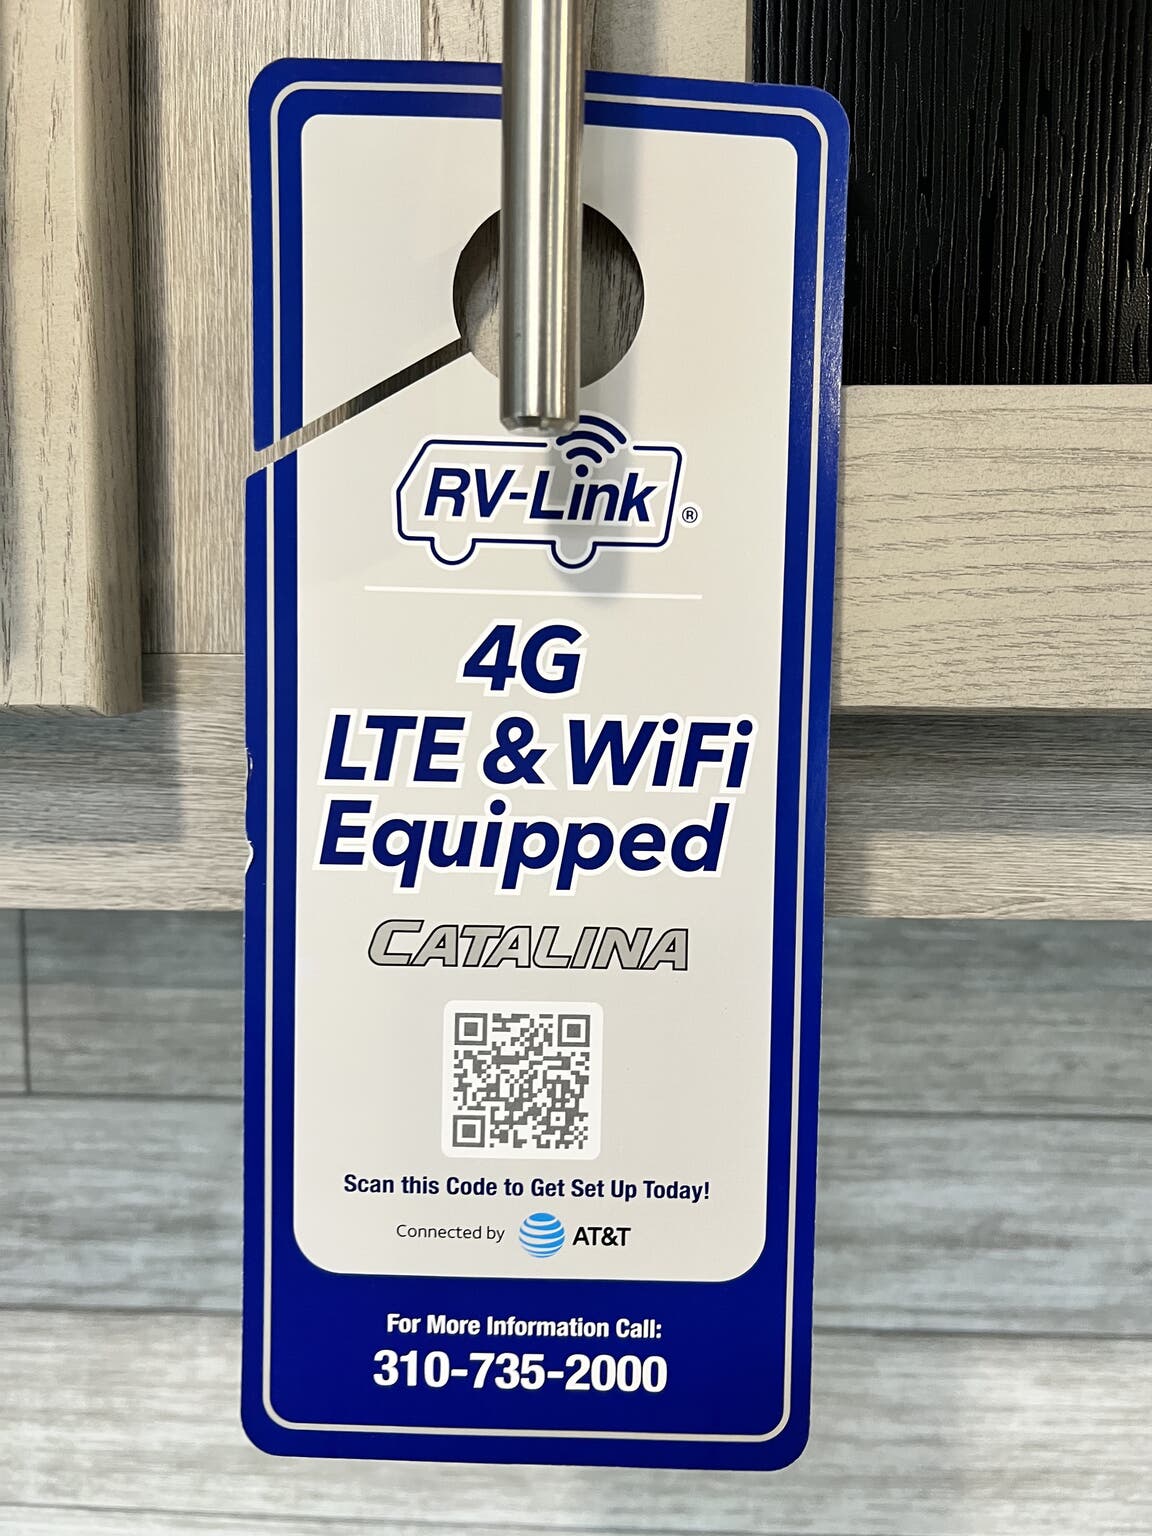 RV-Link ®
4G
LTE & WiFi
Equipped
CATALINA
Scan this Code to Get Set Up Today!
Connected by AT&T
For More Information Call:
310-735-2000